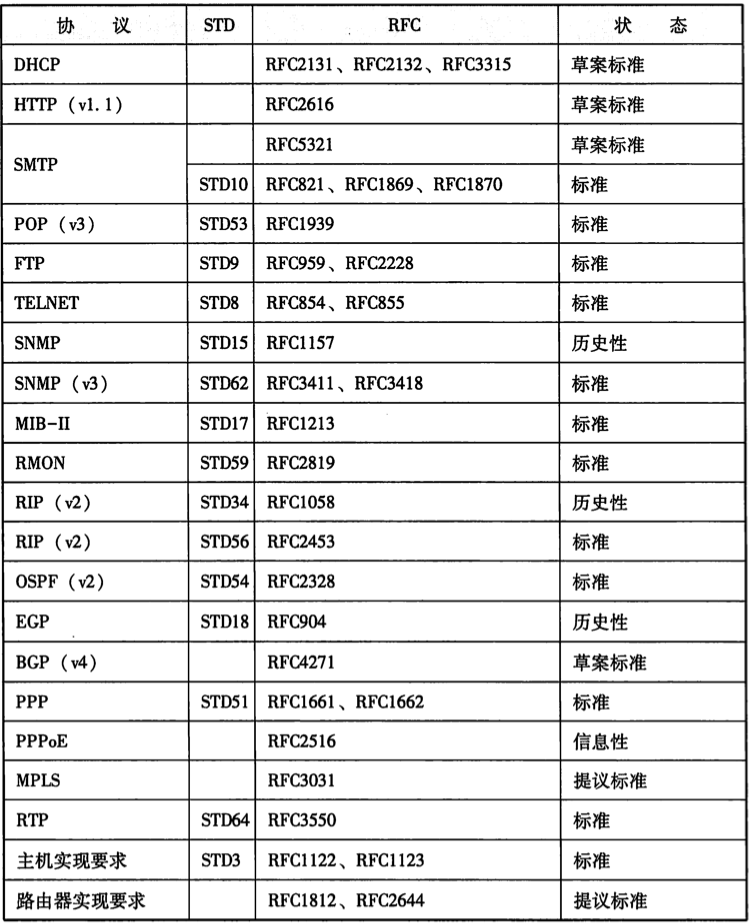 协 议 STD RFC 状 态
DHCP RFC2131、RFC2132、RFC3315 草案标准
HTTP (v1.1) RFC2616 草案标准
SMTP RFC5321 草案标准
STD10 RFC821、RFC1869、RFC1870 标准
POP (v3) STD53 RFC1939 标准
FTP STD9 RFC959、RFC2228 标准
TELNET STD8 RFC854、RFC855 标准
SNMP STD15 RFC1157 历史性
SNMP (v3) STD62 RFC3411、RFC3418 标准
MIB-II STD17 RFC1213 标准
RMON STD59 RFC2819 标准
RIP (v2) STD34 RFC1058 历史性
RIP (v2) STD56 RFC2453 标准
OSPF (v2) STD54 RFC2328 标准
EGP STD18 RFC904 历史性
BGP (v4) RFC4271 草案标准
PPP STD51 RFC1661、RFC1662 标准
PPPoE RFC2516 信息性
MPLS RFC3031 提议标准
RTP STD64 RFC3550 标准
主机实现要求 STD3 RFC1122、RFC1123 标准
路由器实现要求 RFC1812、RFC2644 提议标准